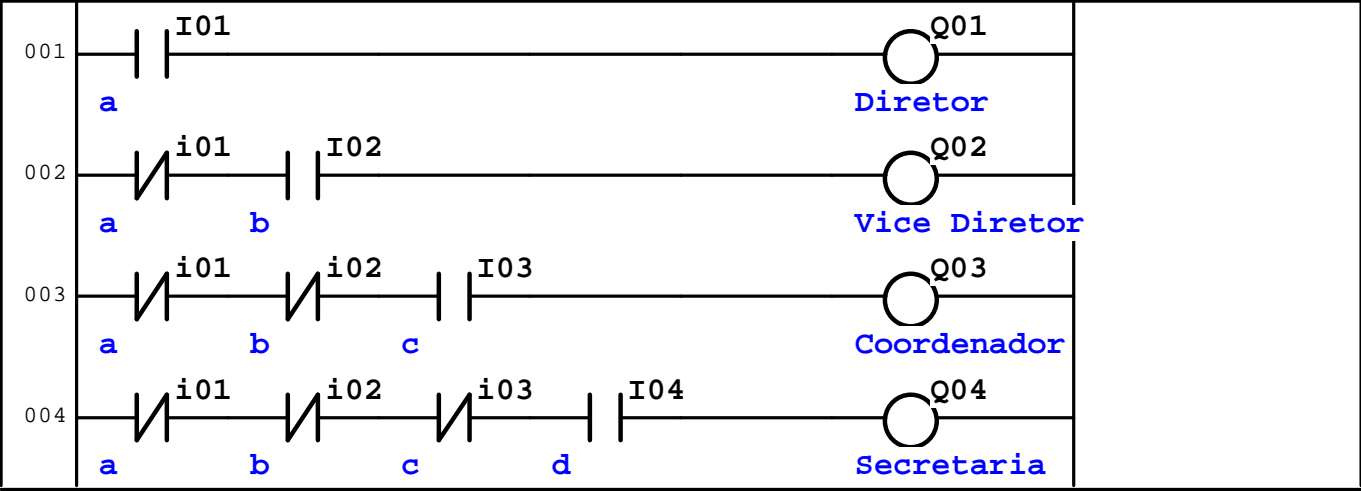 I01 Q01
001
a Diretor
i01 I02 Q02
002
a b Vice Diretor
i01 i02 I03 Q03
003
a b c Coordenador
i01 i02 i03 I04 Q04
004
a b c d Secretaria